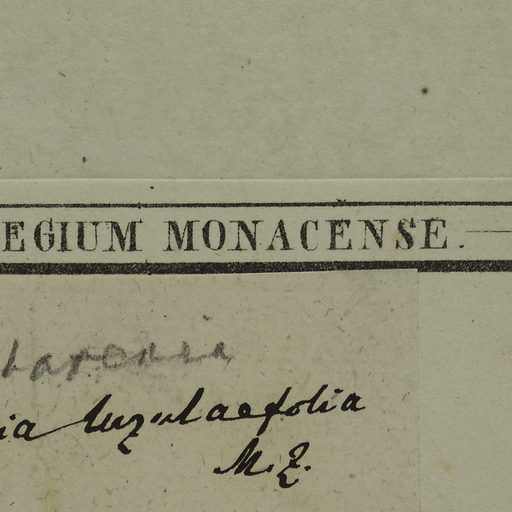 EGIUM MONACENSE.
ia luzulaefolia
M. Z.